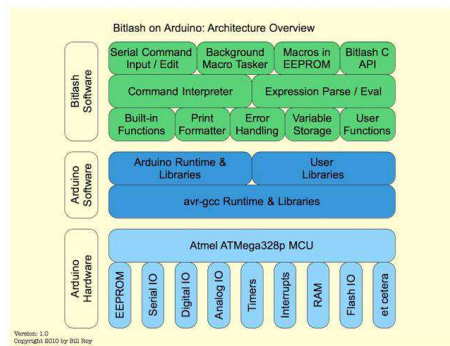 Bitlash on Arduino: Architecture Overview
Bitlash
Software
Serial Command
Input / Edit
Background
Macro Tasker
Macros in
EEPROM
Bitlash C
API
Command Interpreter
Expression Parse / Eval
Built-in
Functions
Print
Formatter
Error
Handling
Variable
Storage
User
Functions
Arduino
Software
Arduino Runtime &
Libraries
User
Libraries
avr-gcc Runtime & Libraries
Arduino
Hardware
Atmel ATMega328p MCU
EEPROM
Serial IO
Digital IO
Analog IO
Timers
Interrupts
RAM
Flash IO
et cetera
Version: 1.0
Copyright 2010 by Bill Roy